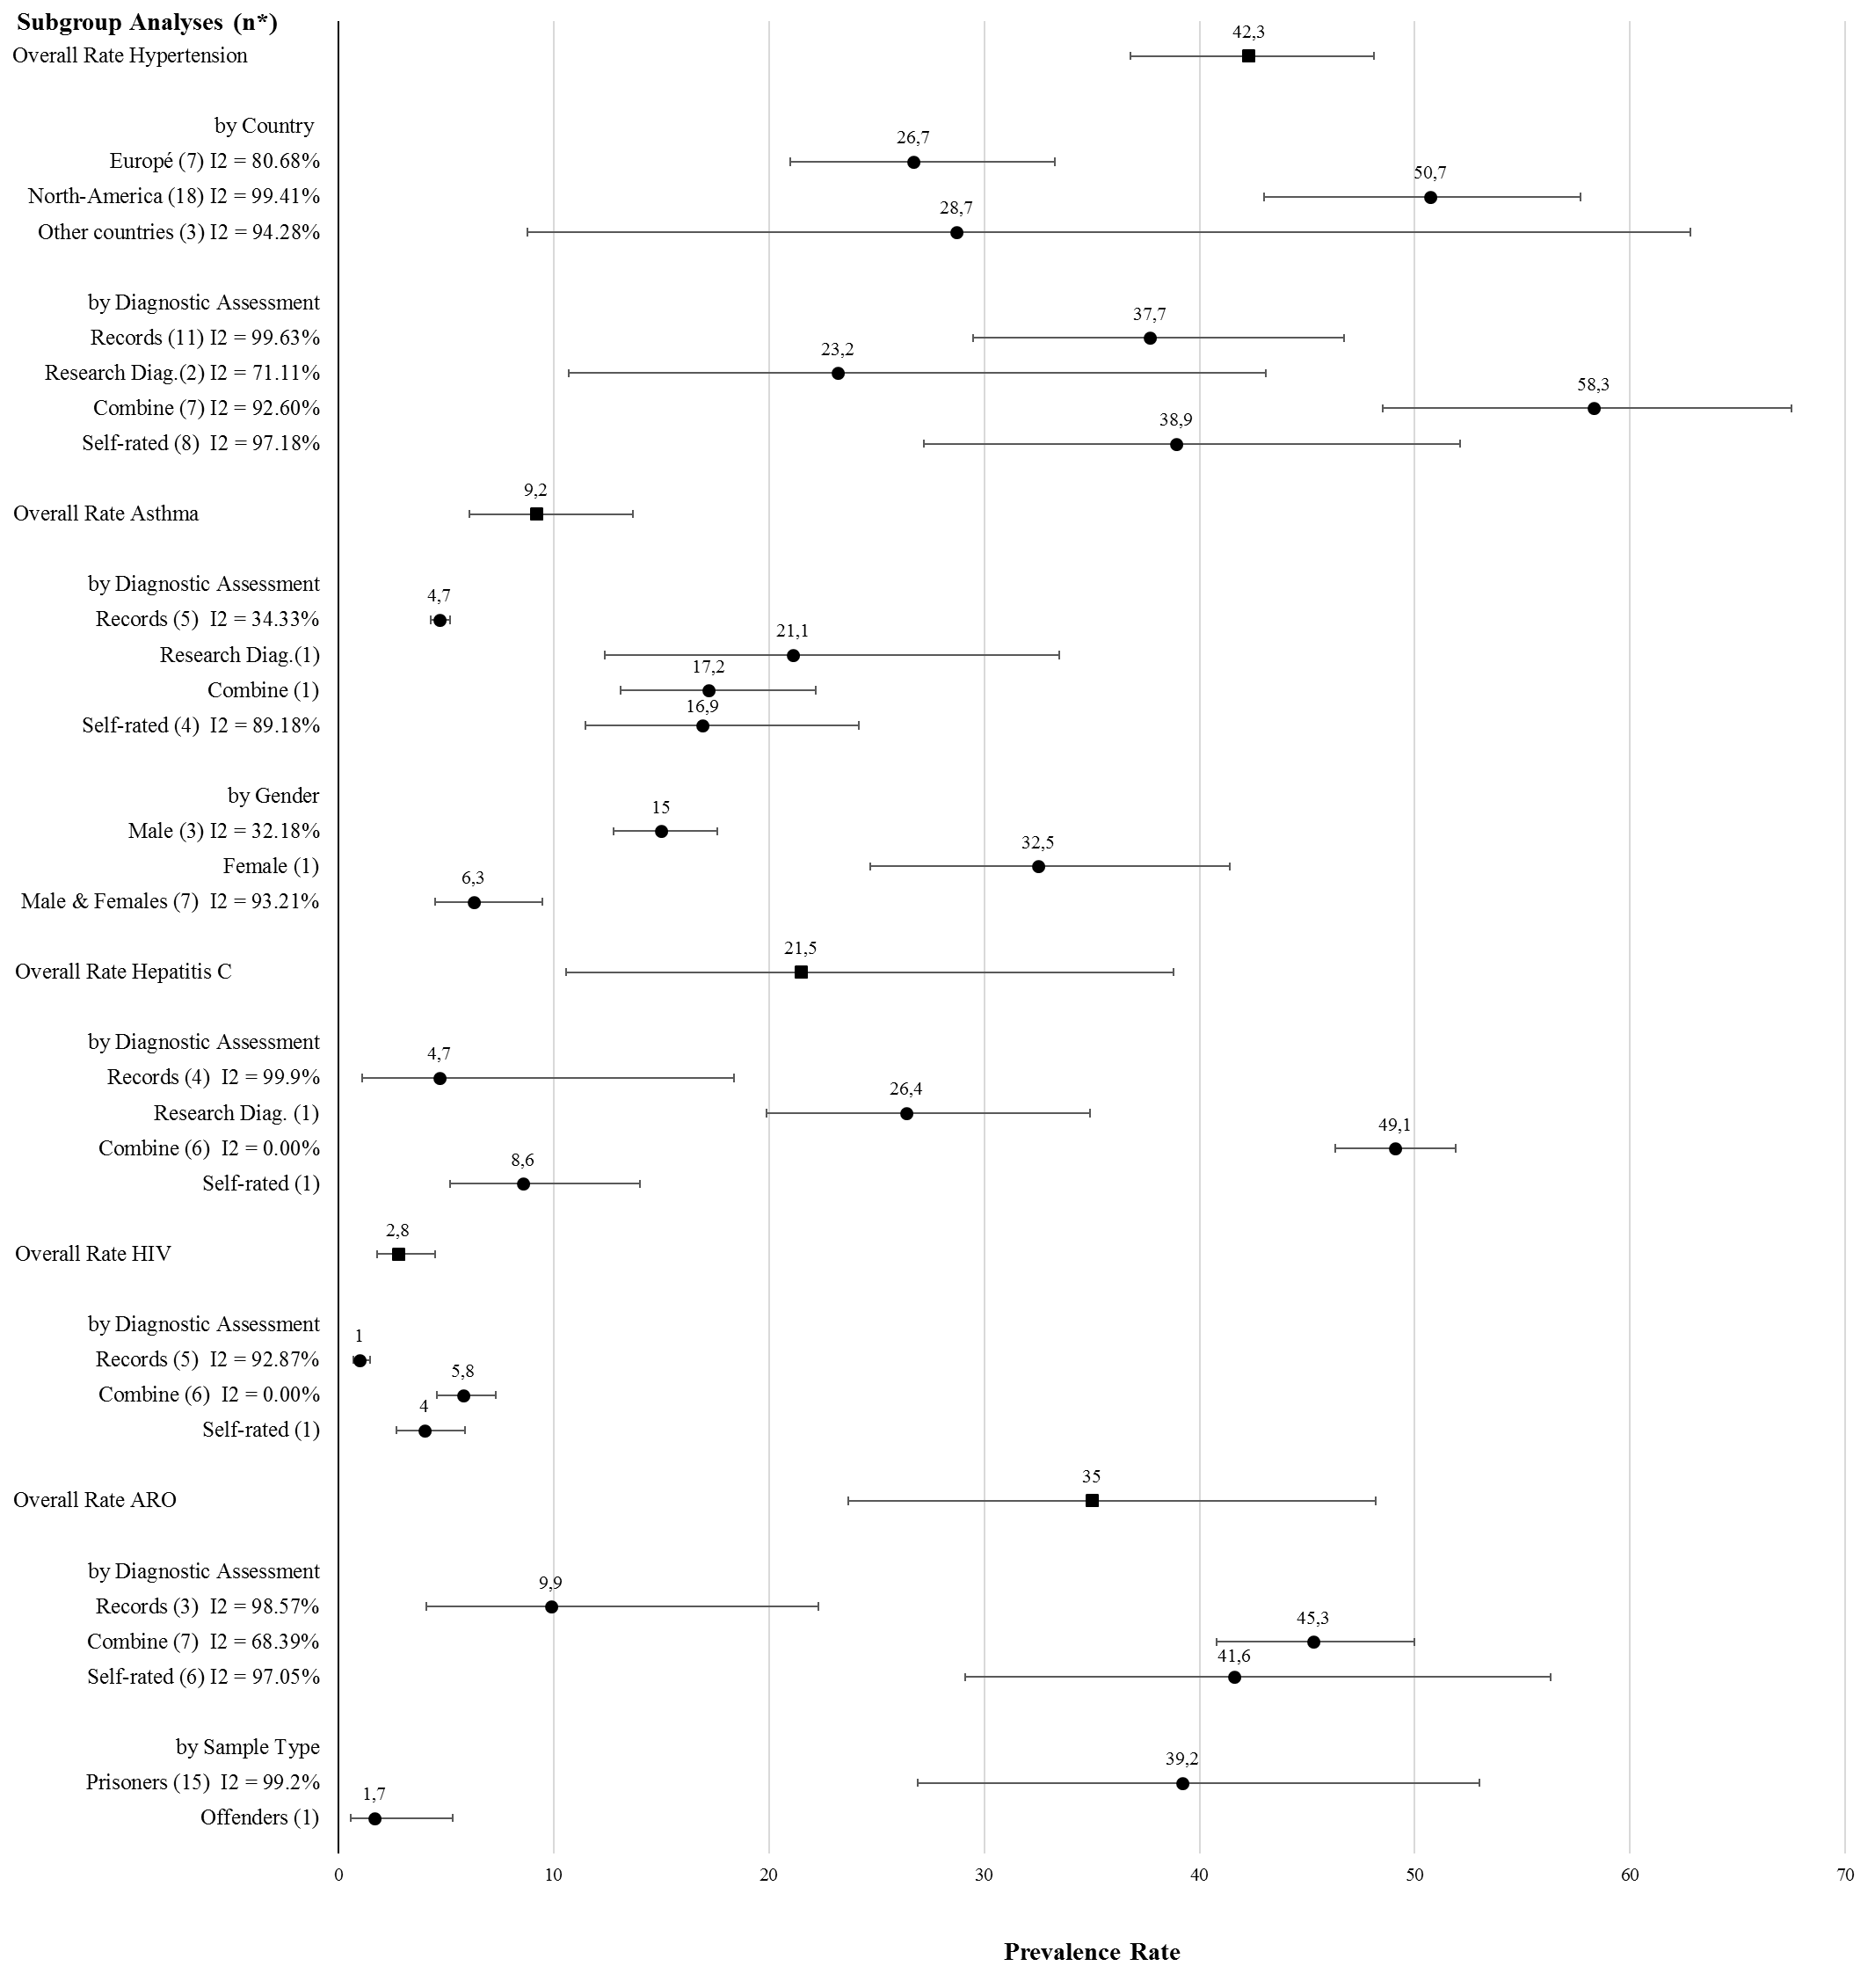 Subgroup Analyses (n*)
42,3
Overall Rate Hypertension
by Country
26,7
Europé (7) I2 = 80.68%
50,7
North-America (18) I2 = 99.41%
28,7
Other countries (3) I2 = 94.28%
by Diagnostic Assessment
37,7
Records (11) I2 = 99.63%
23,2
Research Diag.(2) I2 = 71.11%
58,3
Combine (7) I2 = 92.60%
38,9
Self-rated (8) I2 = 97.18%
9,2
Overall Rate Asthma
by Diagnostic Assessment
4,7
Records (5) I2 = 34.33%
21,1
Research Diag.(1)
17,2
Combine (1)
16,9
Self-rated (4) I2 = 89.18%
by Gender
15
Male (3) I2 = 32.18%
32,5
Female (1)
6,3
Male & Females (7) I2 = 93.21%
21,5
Overall Rate Hepatitis C
by Diagnostic Assessment
4,7
Records (4) I2 = 99.9%
26,4
Research Diag. (1)
49,1
Combine (6) I2 = 0.00%
8,6
Self-rated (1)
2,8
Overall Rate HIV
by Diagnostic Assessment
1
Records (5) I2 = 92.87%
5,8
Combine (6) I2 = 0.00%
4
Self-rated (1)
35
Overall Rate ARO
by Diagnostic Assessment
9,9
Records (3) I2 = 98.57%
45,3
Combine (7) I2 = 68.39%
41,6
Self-rated (6) I2 = 97.05%
by Sample Type
39,2
Prisoners (15) I2 = 99.2%
1,7
Offenders (1)
0 10 20 30 40 50 60 70
Prevalence Rate